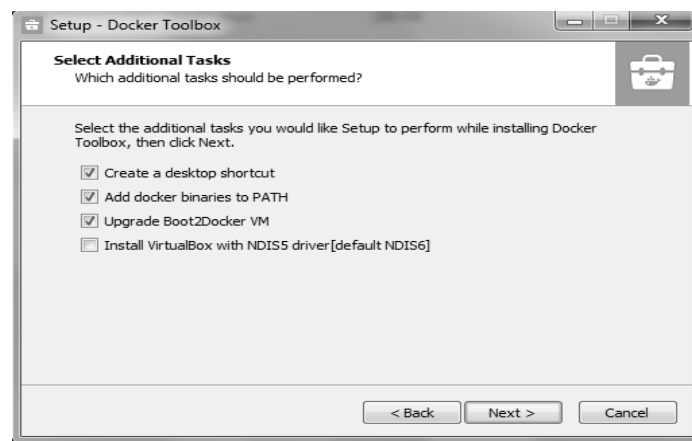 Setup - Docker Toolbox
Select Additional Tasks
Which additional tasks should be performed?
Select the additional tasks you would like Setup to perform while installing Docker
Toolbox, then click Next.
Create a desktop shortcut
Add docker binaries to PATH
Upgrade Boot2Docker VM
Install VirtualBox with NDIS5 driver[default NDIS6]
< Back
Next >
Cancel